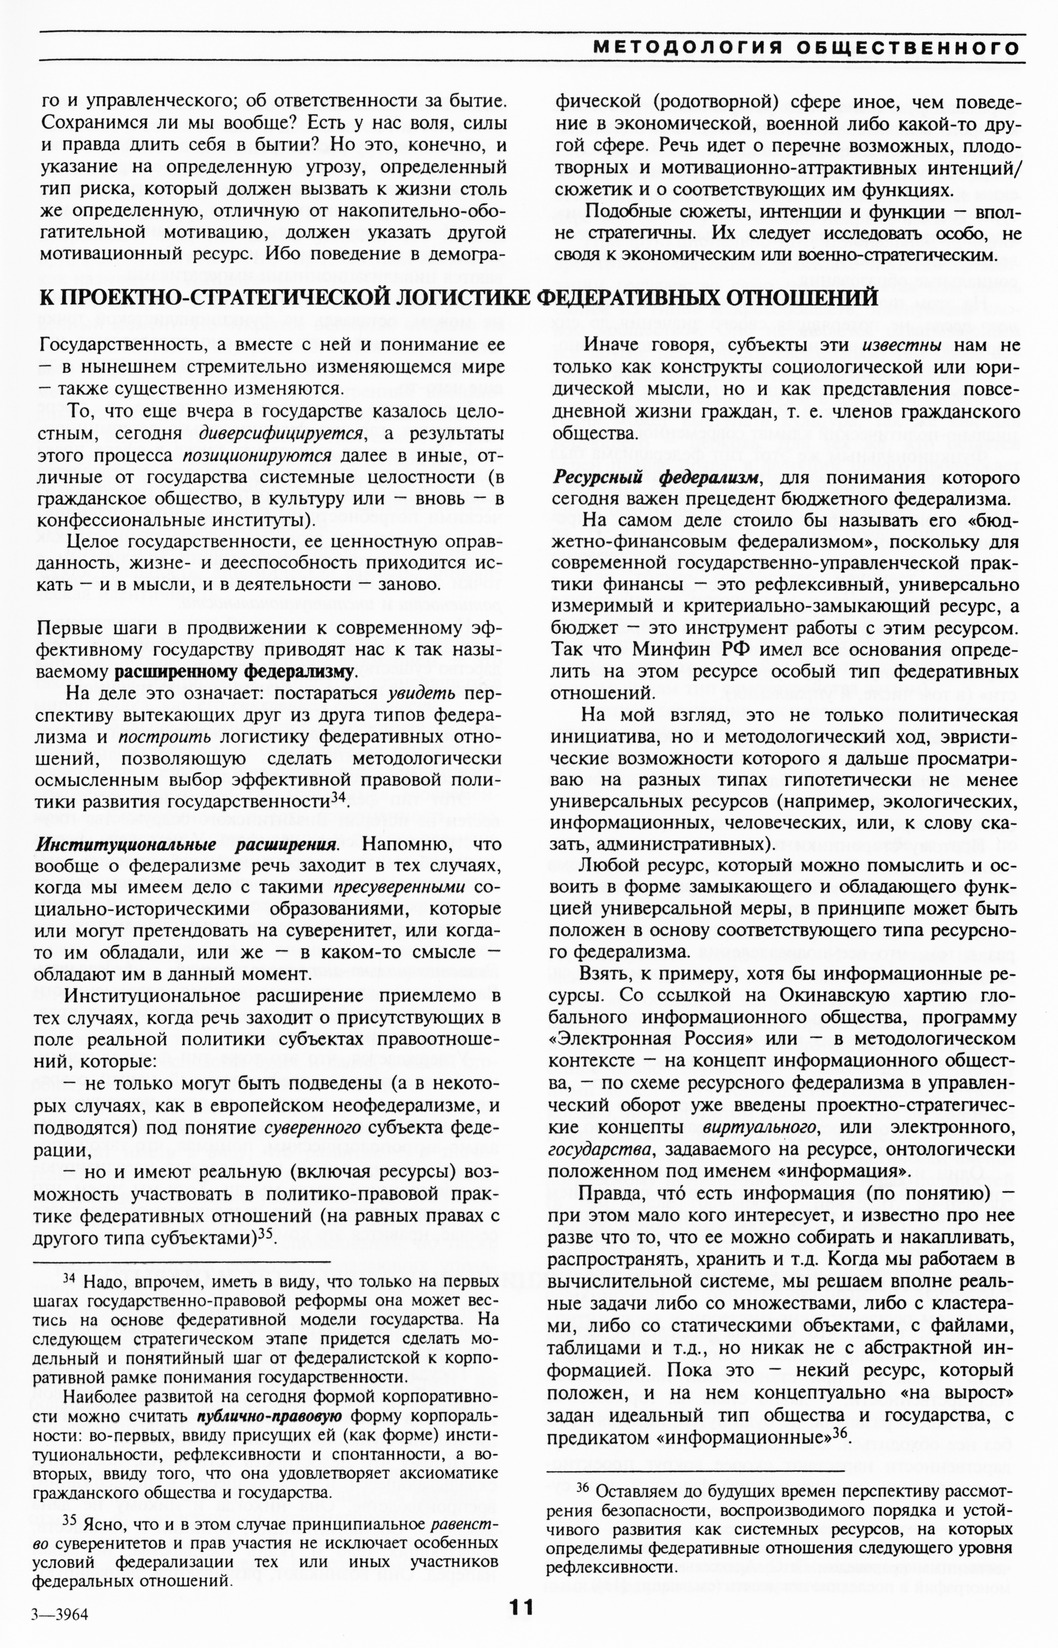 МЕТОДОЛОГИЯ ОБЩЕСТВЕННОГО
го и управленческого; об ответственности за бытие.
Сохранимся ли мы вообще? Есть у нас воля, силы
и правда длить себя в бытии? Но это, конечно, и
указание на определенную угрозу, определенный
тип риска, который должен вызвать к жизни столь
же определенную, отличную от накопительно-обо-
гатительной мотивацию, должен указать другой
мотивационный ресурс. Ибо поведение в демогра-
фической (родотворной) сфере иное, чем поведе-
ние в экономической, военной либо какой-то дру-
гой сфере. Речь идет о перечне возможных, плодо-
творных и мотивационно-аттрактивных интенций/
сюжетик и о соответствующих им функциях.
Подобные сюжеты, интенции и функции — впол-
не стратегичны. Их следует исследовать особо, не
сводя к экономическим или военно-стратегическим.
К ПРОЕКТНО-СТРАТЕГИЧЕСКОЙ ЛОГИСТИКЕ ФЕДЕРАТИВНЫХ ОТНОШЕНИЙ
Государственность, а вместе с ней и понимание ее
— в нынешнем стремительно изменяющемся мире
— также существенно изменяются.
То, что еще вчера в государстве казалось цело-
стным, сегодня диверсифицируется, а результаты
этого процесса позиционируются далее в иные, от-
личные от государства системные целостности (в
гражданское общество, в культуру или — вновь — в
конфессиональные институты).
Целое государственности, ее ценностную оправ-
данность, жизне- и дееспособность приходится ис-
кать — и в мысли, и в деятельности — заново.
Первые шаги в продвижении к современному эф-
фективному государству приводят нас к так назы-
ваемому расширенному федерализму.
На деле это означает: постараться увидеть пер-
спективу вытекающих друг из друга типов федера-
лизма и построить логистику федеративных отно-
шений, позволяющую сделать методологически
осмысленным выбор эффективной правовой поли-
тики развития государственности34.
Институциональные расширения. Напомню, что
вообще о федерализме речь заходит в тех случаях,
когда мы имеем дело с такими пресуверенными со-
циально-историческими образованиями, которые
или могут претендовать на суверенитет, или когда-
то им обладали, или же — в каком-то смысле —
обладают им в данный момент.
Институциональное расширение приемлемо в
тех случаях, когда речь заходит о присутствующих в
поле реальной политики субъектах правоотноше-
ний, которые:
— не только могут быть подведены (а в некото-
рых случаях, как в европейском неофедерализме, и
подводятся) под понятие суверенного субъекта феде-
рации,
— но и имеют реальную (включая ресурсы) воз-
можность участвовать в политико-правовой прак-
тике федеративных отношений (на равных правах с
другого типа субъектами)35.
34 Надо, впрочем, иметь в виду, что только на первых
шагах государственно-правовой реформы она может вес-
тись на основе федеративной модели государства. На
следующем стратегическом этапе придется сделать мо-
дельный и понятийный шаг от федералистской к корпо-
ративной рамке понимания государственности.
Наиболее развитой на сегодня формой корпоративно-
сти можно считать публично-правовую форму корпораль-
ности: во-первых, ввиду присущих ей (как форме) инсти-
туциональности, рефлексивности и спонтанности, а во-
вторых, ввиду того, что она удовлетворяет аксиоматике
гражданского общества и государства.
35 Ясно, что и в этом случае принципиальное равенст-
во суверенитетов и прав участия не исключает особенных
условий федерализации тех или иных участников
федеральных отношений.
Иначе говоря, субъекты эти известны нам не
только как конструкты социологической или юри-
дической мысли, но и как представления повсе-
дневной жизни граждан, т. е. членов гражданского
общества.
Ресурсный федерализм, для понимания которого
сегодня важен прецедент бюджетного федерализма.
На самом деле стоило бы называть его «бюд-
жетно-финансовым федерализмом», поскольку для
современной государственно-управленческой прак-
тики финансы — это рефлексивный, универсально
измеримый и критериально-замыкающий ресурс, а
бюджет — это инструмент работы с этим ресурсом.
Так что Минфин РФ имел все основания опреде-
лить на этом ресурсе особый тип федеративных
отношений.
На мой взгляд, это не только политическая
инициатива, но и методологический ход, эвристи-
ческие возможности которого я дальше просматри-
ваю на разных типах гипотетически не менее
универсальных ресурсов (например, экологических,
информационных, человеческих, или, к слову ска-
зать, административных).
Любой ресурс, который можно помыслить и ос-
воить в форме замыкающего и обладающего функ-
цией универсальной меры, в принципе может быть
положен в основу соответствующего типа ресурсно-
го федерализма.
Взять, к примеру, хотя бы информационные ре-
сурсы. Со ссылкой на Окинавскую хартию гло-
бального информационного общества, программу
«Электронная Россия» или — в методологическом
контексте — на концепт информационного общест-
ва, — по схеме ресурсного федерализма в управлен-
ческий оборот уже введены проектно-стратегичес-
кие концепты виртуального, или электронного,
государства, задаваемого на ресурсе, онтологически
положенном под именем «информация».
Правда, что́ есть информация (по понятию) —
при этом мало кого интересует, и известно про нее
разве что то, что ее можно собирать и накапливать,
распространять, хранить и т.д. Когда мы работаем в
вычислительной системе, мы решаем вполне реаль-
ные задачи либо со множествами, либо с кластера-
ми, либо со статическими объектами, с файлами,
таблицами и т.д., но никак не с абстрактной ин-
формацией. Пока это — некий ресурс, который
положен, и на нем концептуально «на вырост»
задан идеальный тип общества и государства, с
предикатом «информационные»36.
36 Оставляем до будущих времен перспективу рассмот-
рения безопасности, воспроизводимого порядка и устой-
чивого развития как системных ресурсов, на которых
определимы федеративные отношения следующего уровня
рефлексивности.
3—3964
11